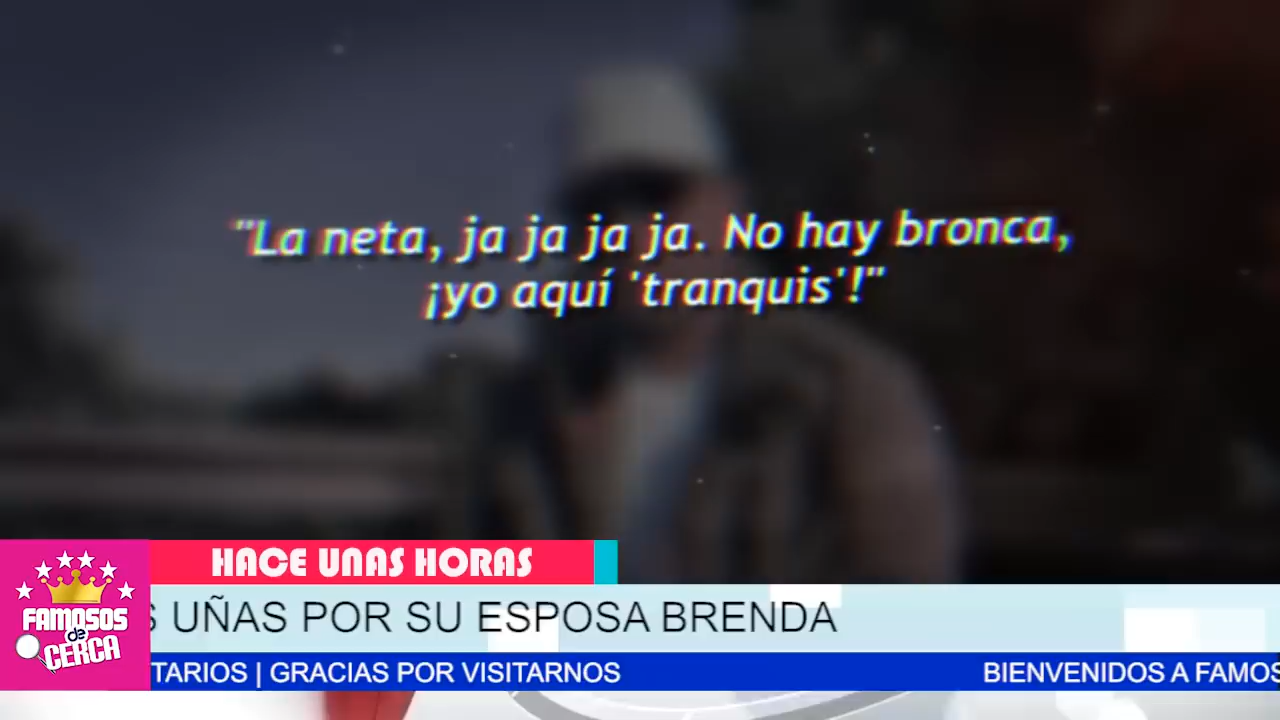 "La neta, ja ja ja ja. No hay bronca,
¡yo aquí 'tranquis'!"
HACE UNAS HORAS
UÑAS POR SU ESPOSA BRENDA
FAMOSOS
de
CERCA
TARIOS | GRACIAS POR VISITARNOS
BIENVENIDOS A FAMOS